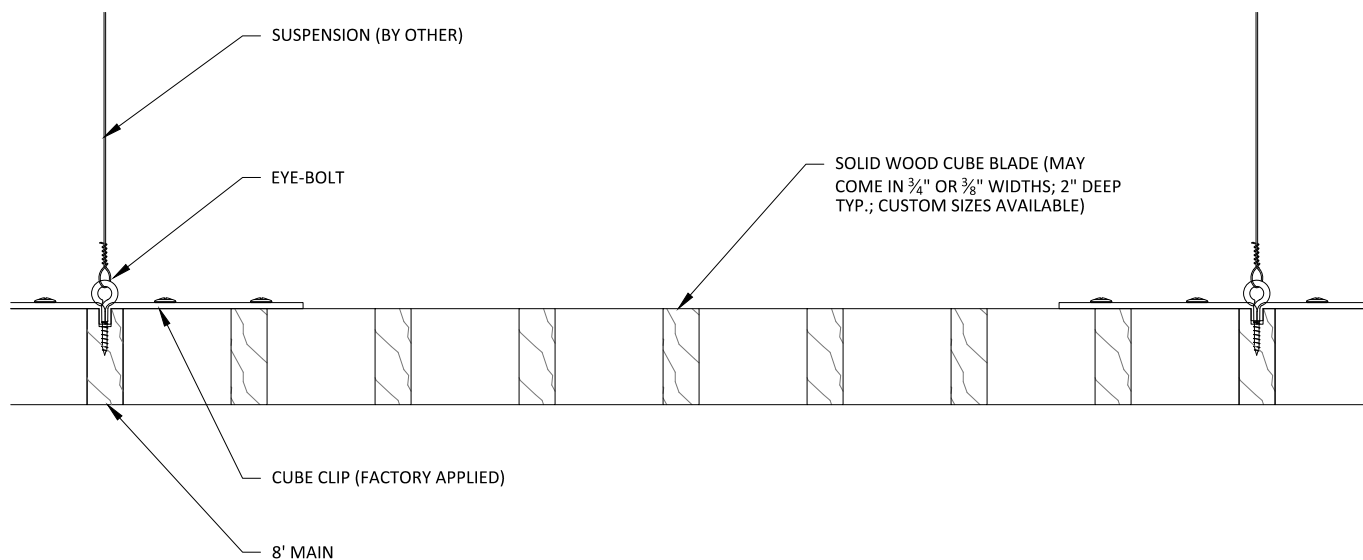 SUSPENSION (BY OTHER)
EYE-BOLT
SOLID WOOD CUBE BLADE (MAY
COME IN ¾" OR ⅜" WIDTHS; 2" DEEP
TYP.; CUSTOM SIZES AVAILABLE)
CUBE CLIP (FACTORY APPLIED)
8' MAIN